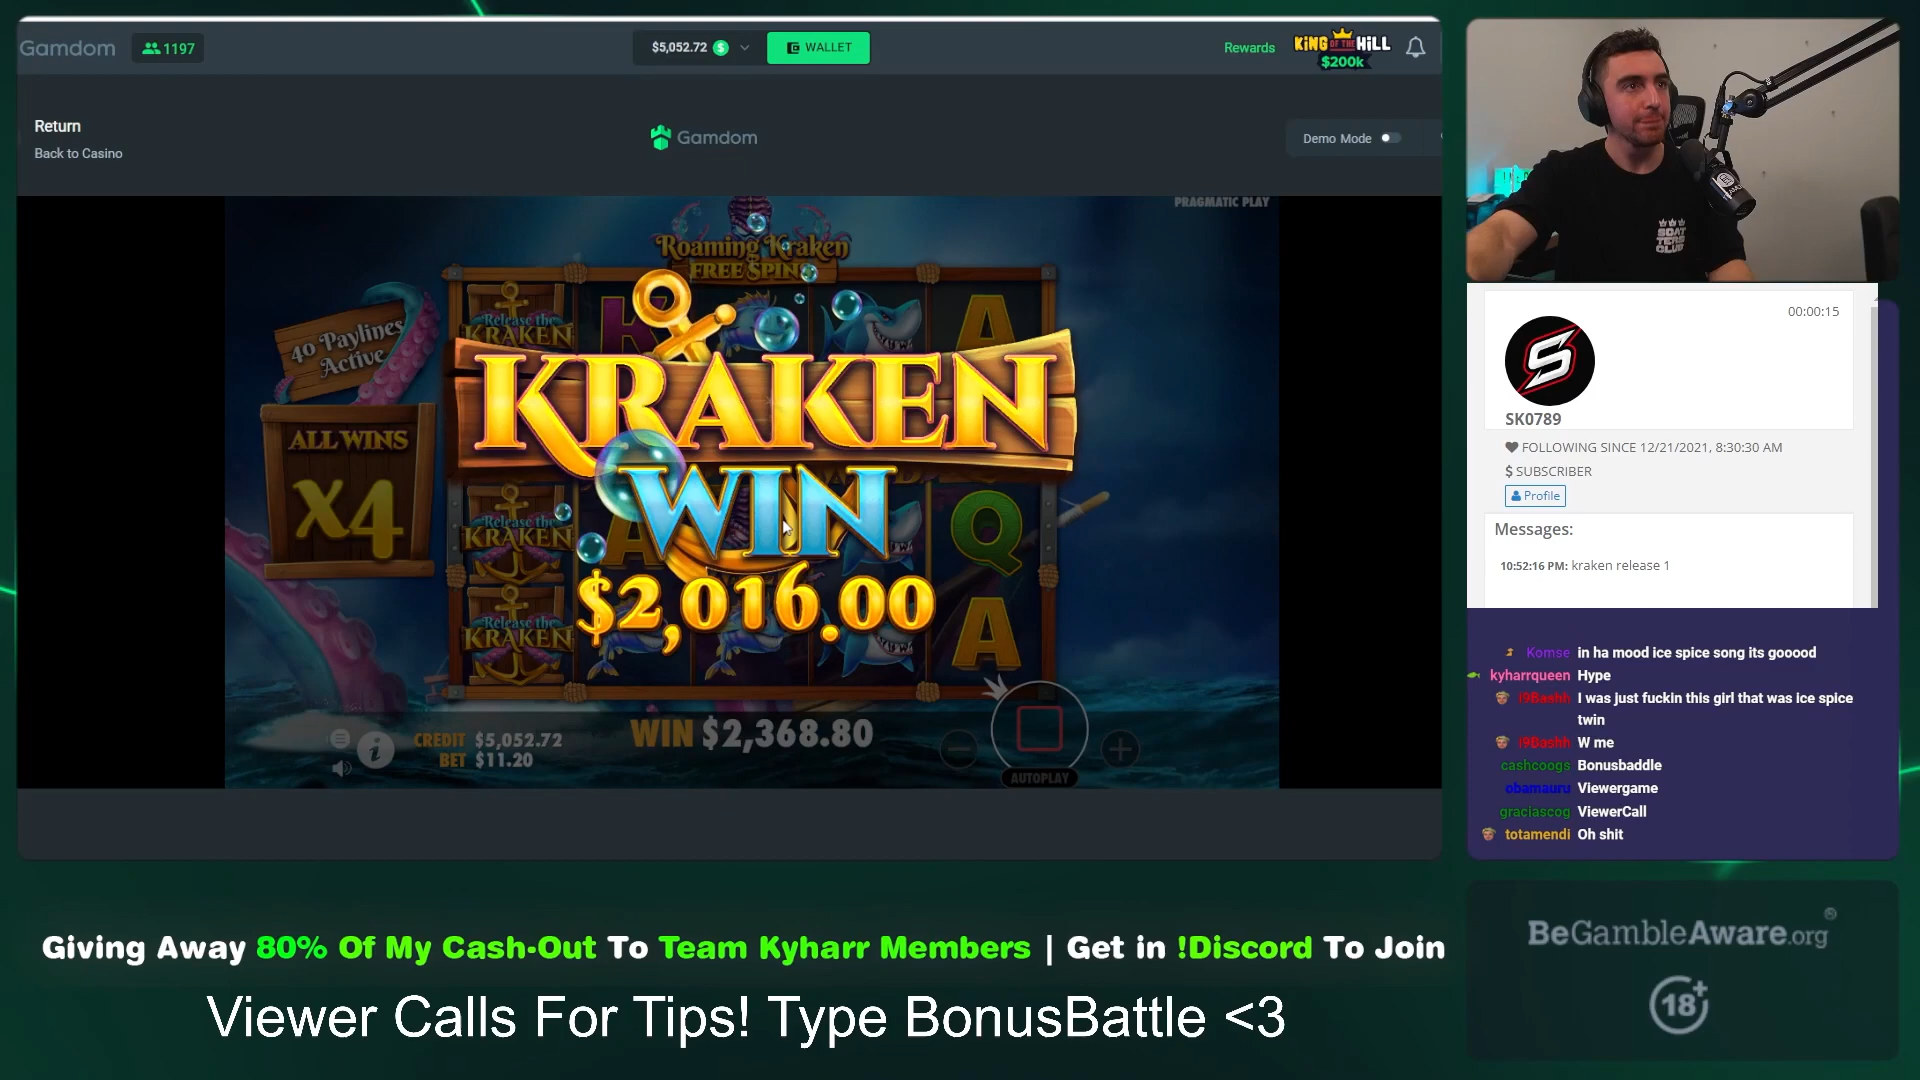 Gamdom
1197
$5,052.72
WALLET
Rewards
KING OF THE HILL
$200k
Return
Back to Casino
Gamdom
Demo Mode
PRAGMATIC PLAY
Roaming Kraken
FREE SPINS
40 Paylines
Active
ALL WINS
X4
Release the
KRAKEN
K
A
KRAKEN
WIN
$2,016.00
Release the
KRAKEN
A
Q
Release the
KRAKEN
A
CREDIT $5,052.72
BET $11.20
WIN $2,368.80
AUTOPLAY
SCAT
TERS
CLUB
00:00:15
S
SK0789
FOLLOWING SINCE 12/21/2021, 8:30:30 AM
$ SUBSCRIBER
Profile
Messages:
10:52:16 PM: kraken release 1
Komse in ha mood ice spice song its gooood
kyharrqueen Hype
I9Bashh I was just fuckin this girl that was ice spice
twin
I9Bashh W me
cashcoogs Bonusbaddle
obamauru Viewergame
graciascog ViewerCall
totamendi Oh shit
Giving Away 80% Of My Cash-Out To Team Kyharr Members | Get in !Discord To Join
Viewer Calls For Tips! Type BonusBattle <3
BeGambleAware.org®
18+